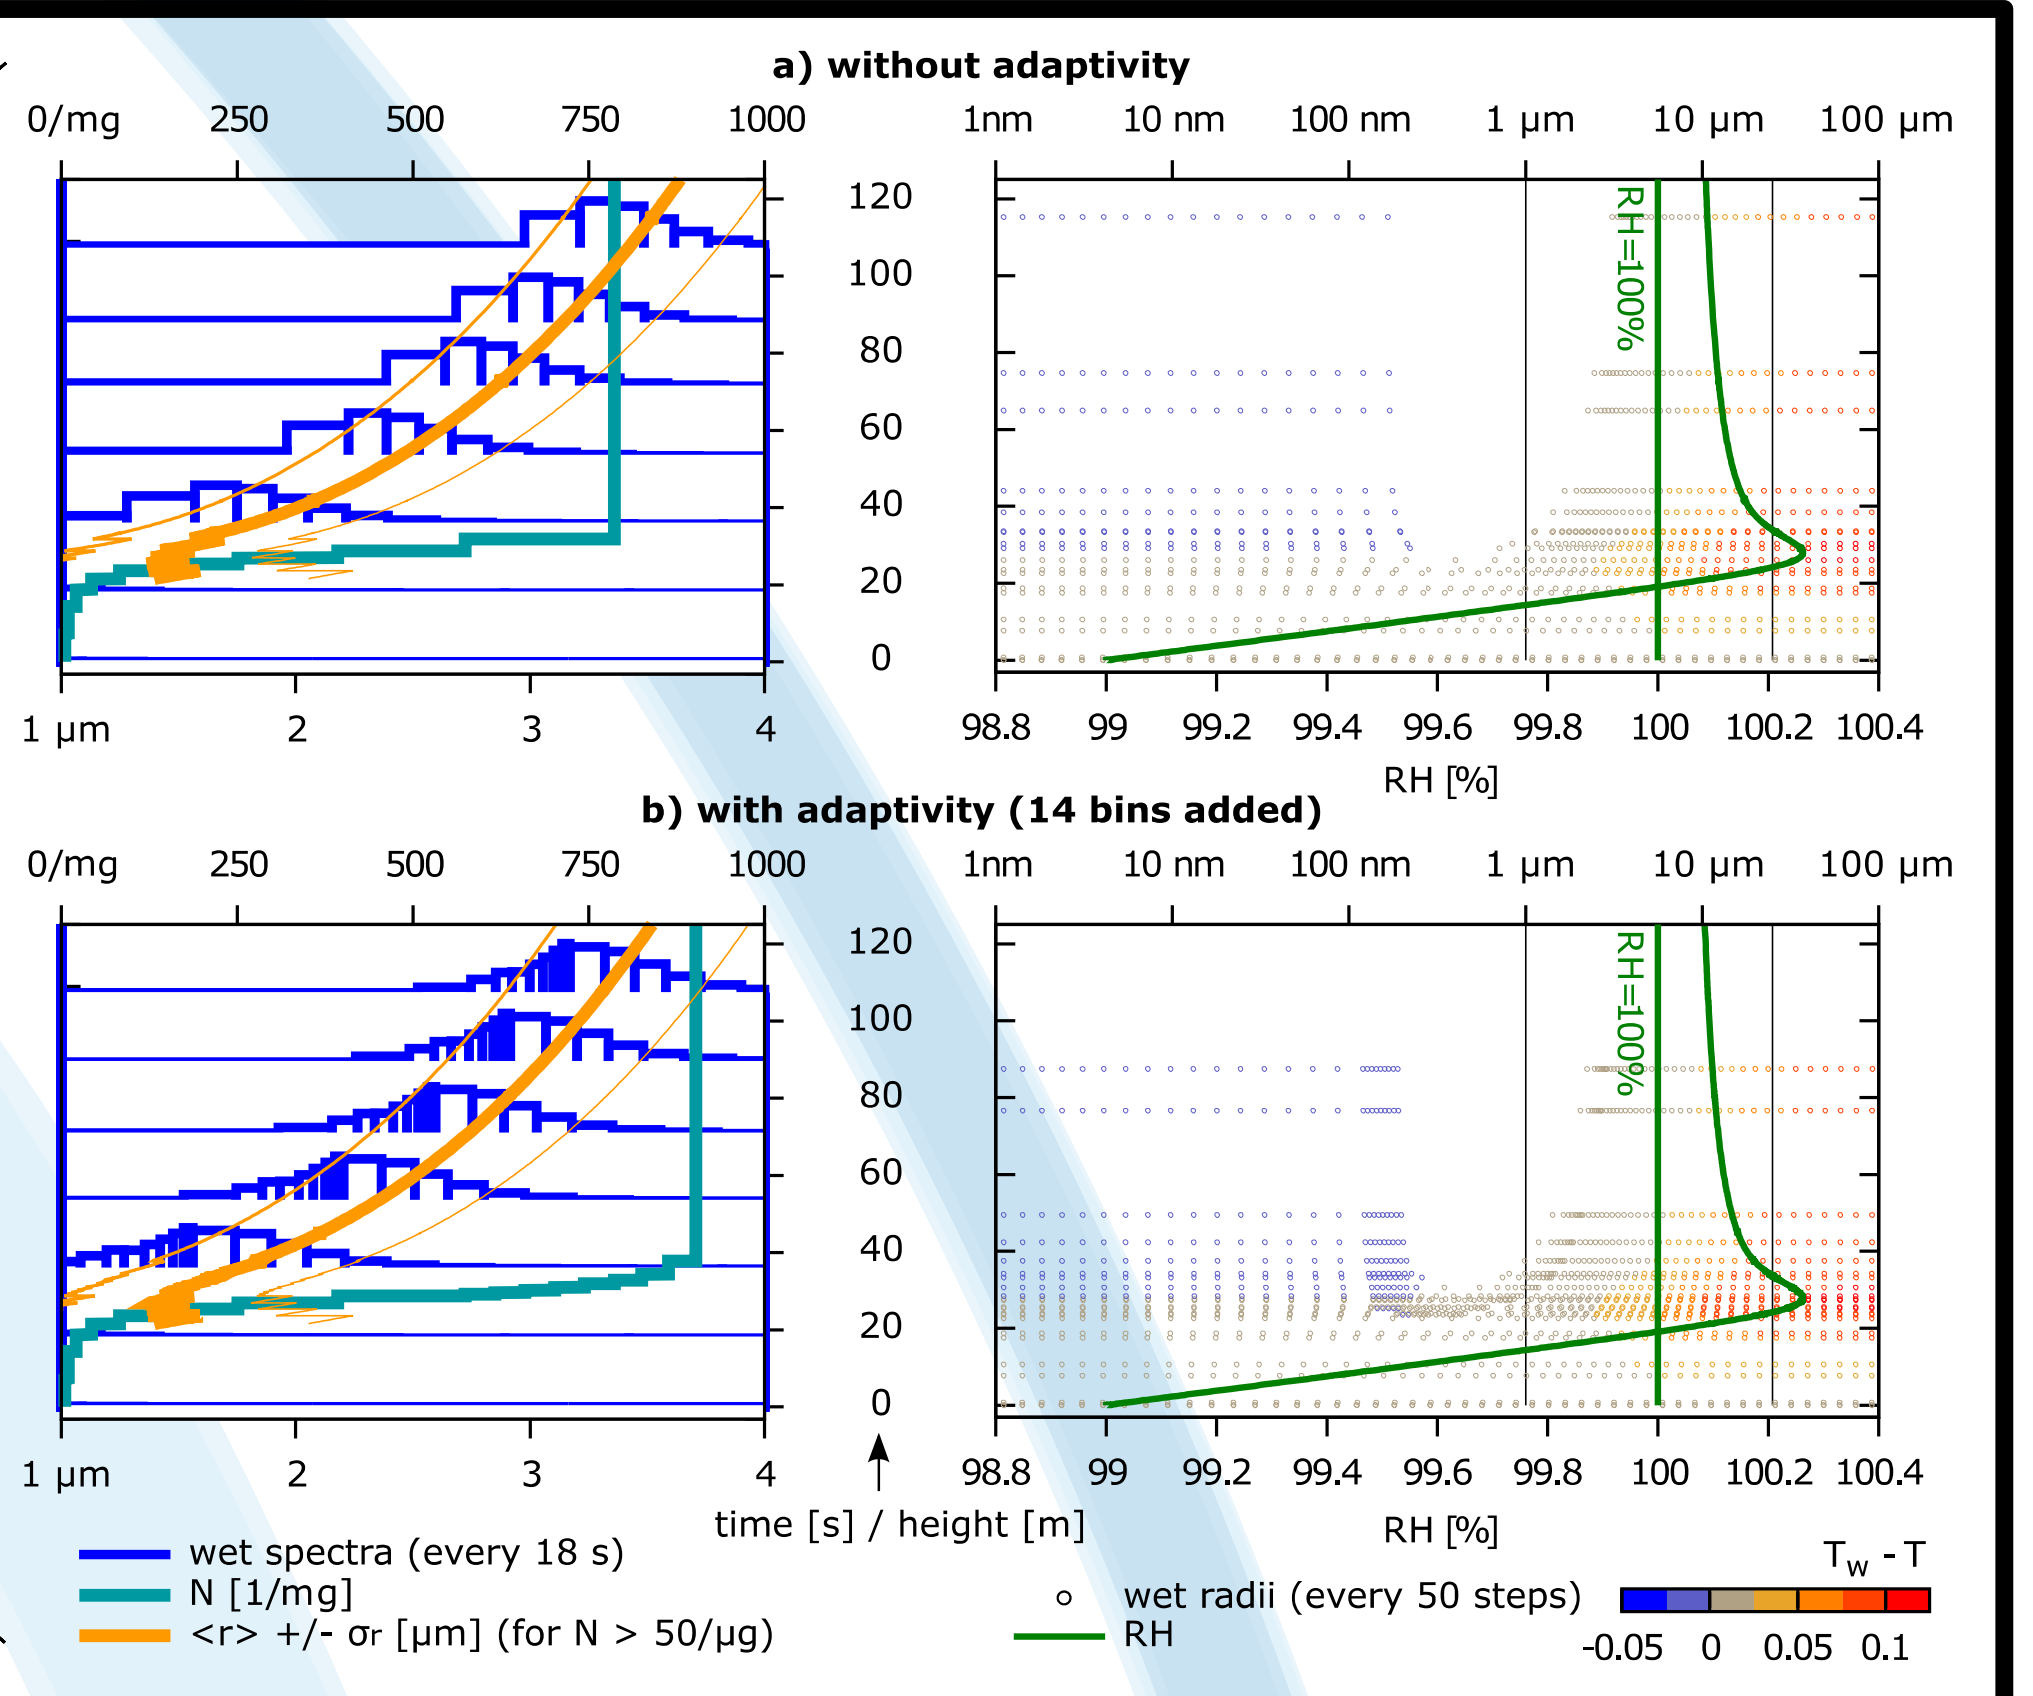 a) without adaptivity
0/mg 250 500 750 1000 1nm 10 nm 100 nm 1 µm 10 µm 100 µm
120
100
80
60
40
20
0
RH=100%
1 µm 2 3 4 98.8 99 99.2 99.4 99.6 99.8 100 100.2 100.4
RH [%]
b) with adaptivity (14 bins added)
0/mg 250 500 750 1000 1nm 10 nm 100 nm 1 µm 10 µm 100 µm
120
100
80
60
40
20
0
RH=100%
1 µm 2 3 4 98.8 99 99.2 99.4 99.6 99.8 100 100.2 100.4
time [s] / height [m] RH [%]
wet spectra (every 18 s)
N [1/mg]
<r> +/- σr [µm] (for N > 50/µg)
wet radii (every 50 steps)
RH
Tw - T
-0.05 0 0.05 0.1